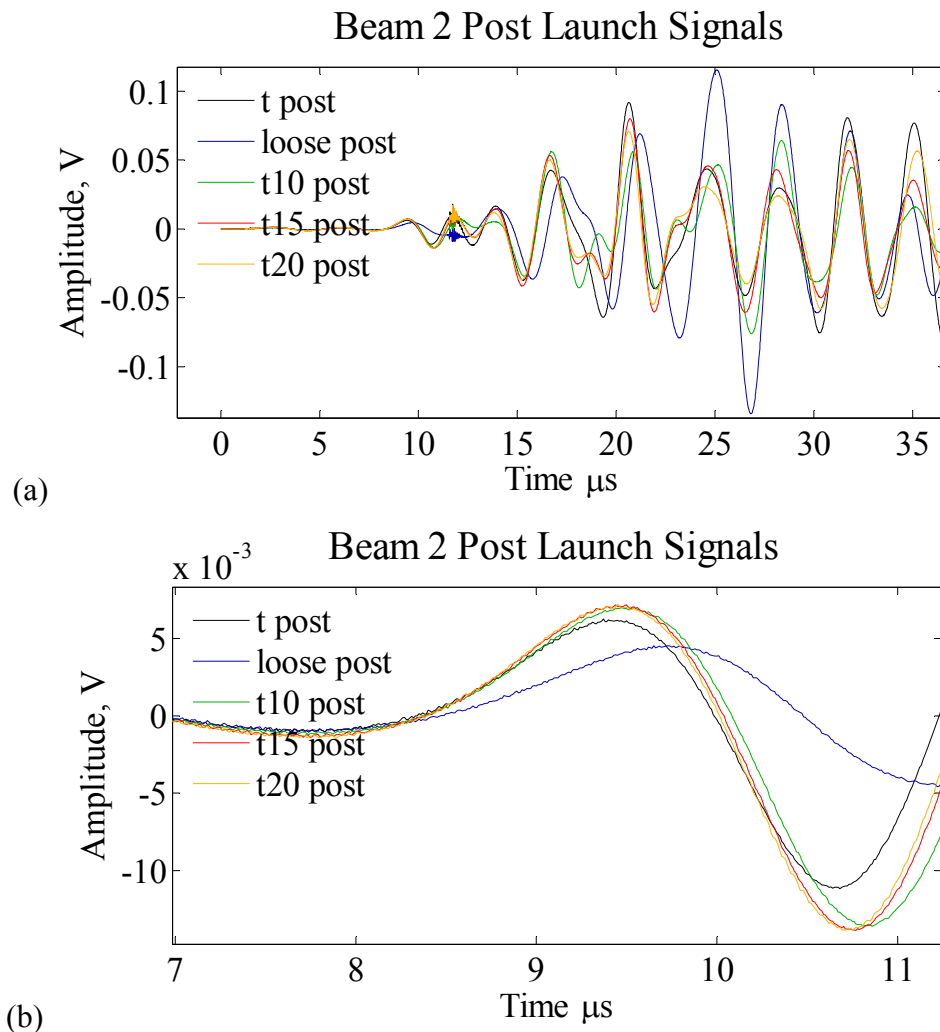 Beam 2 Post Launch Signals
0.1
0.05
0
-0.05
-0.1
Amplitude, V
t post
loose post
t10 post
t15 post
t20 post
0 5 10 15 20 25 30 35
Time μs
(a)
Beam 2 Post Launch Signals
x 10-3
5
0
-5
-10
Amplitude, V
t post
loose post
t10 post
t15 post
t20 post
7 8 9 10 11
Time μs
(b)